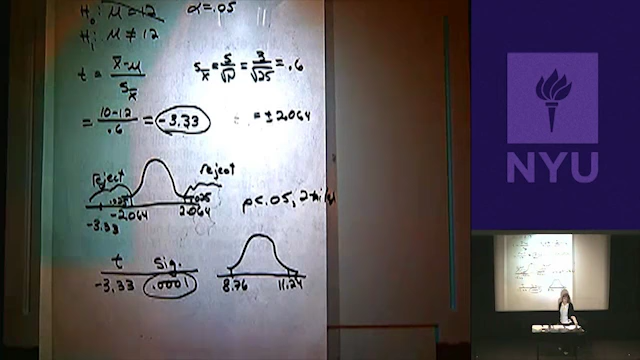 H₀: μ = 12 α = .05
H₁: μ ≠ 12
t = x̄-μ / s_x̄ s_x̄ = s/√n = 3/√25 = .6
= 10-12 / .6 = -3.33 = ±2.064
reject reject
.025 .025
-3.33 -2.064 2.064 p<.05, 2
t sig.
-3.33 .0001 8.76 11.24
NYU